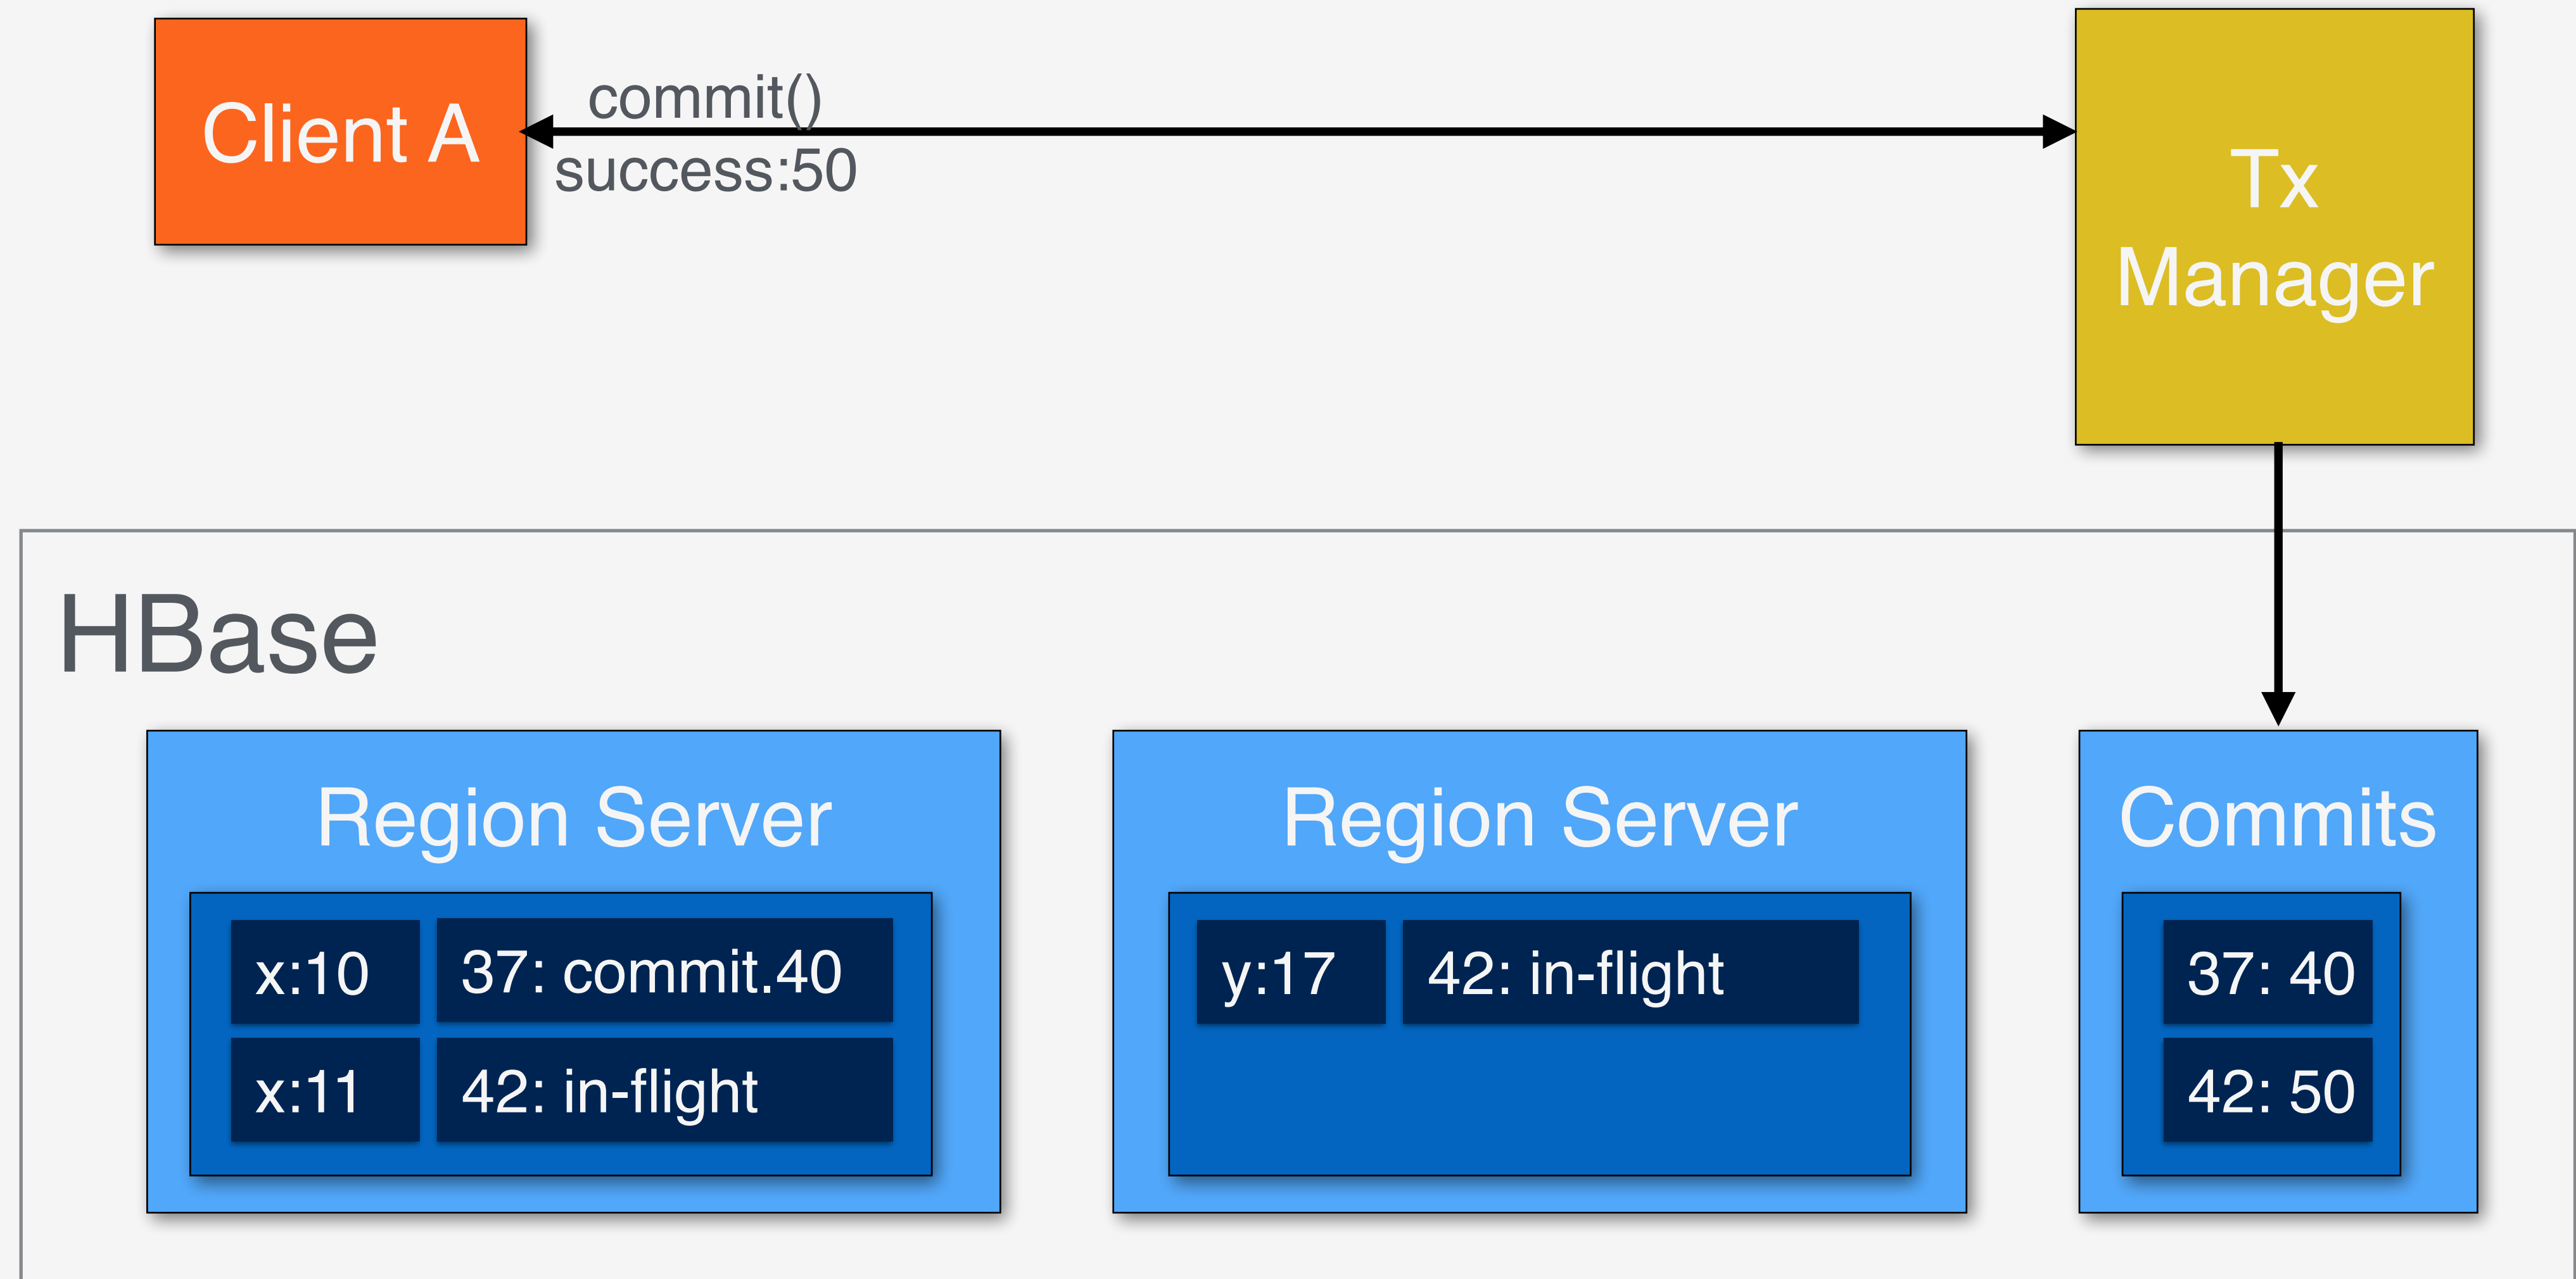 Client A
commit()
success:50
Tx
Manager
HBase
Region Server
x:10
37: commit.40
x:11
42: in-flight
Region Server
y:17
42: in-flight
Commits
37: 40
42: 50